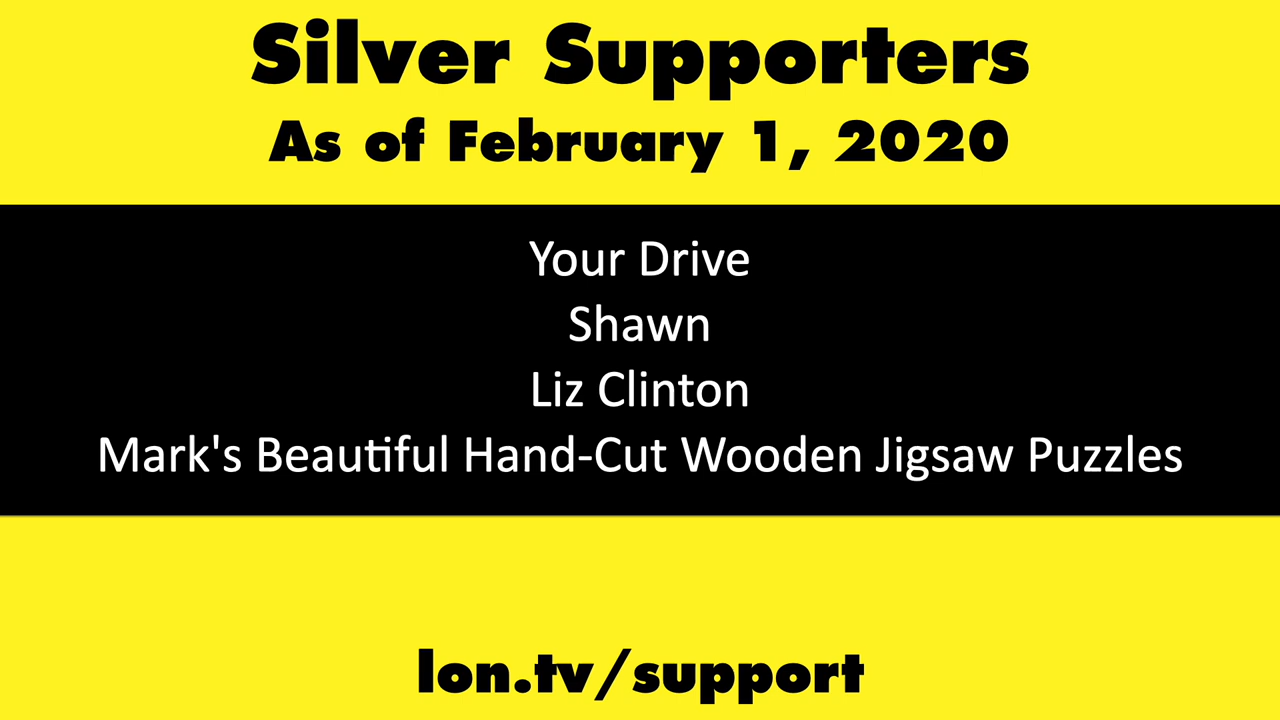 Silver Supporters
As of February 1, 2020
Your Drive
Shawn
Liz Clinton
Mark's Beautiful Hand-Cut Wooden Jigsaw Puzzles
lon.tv/support